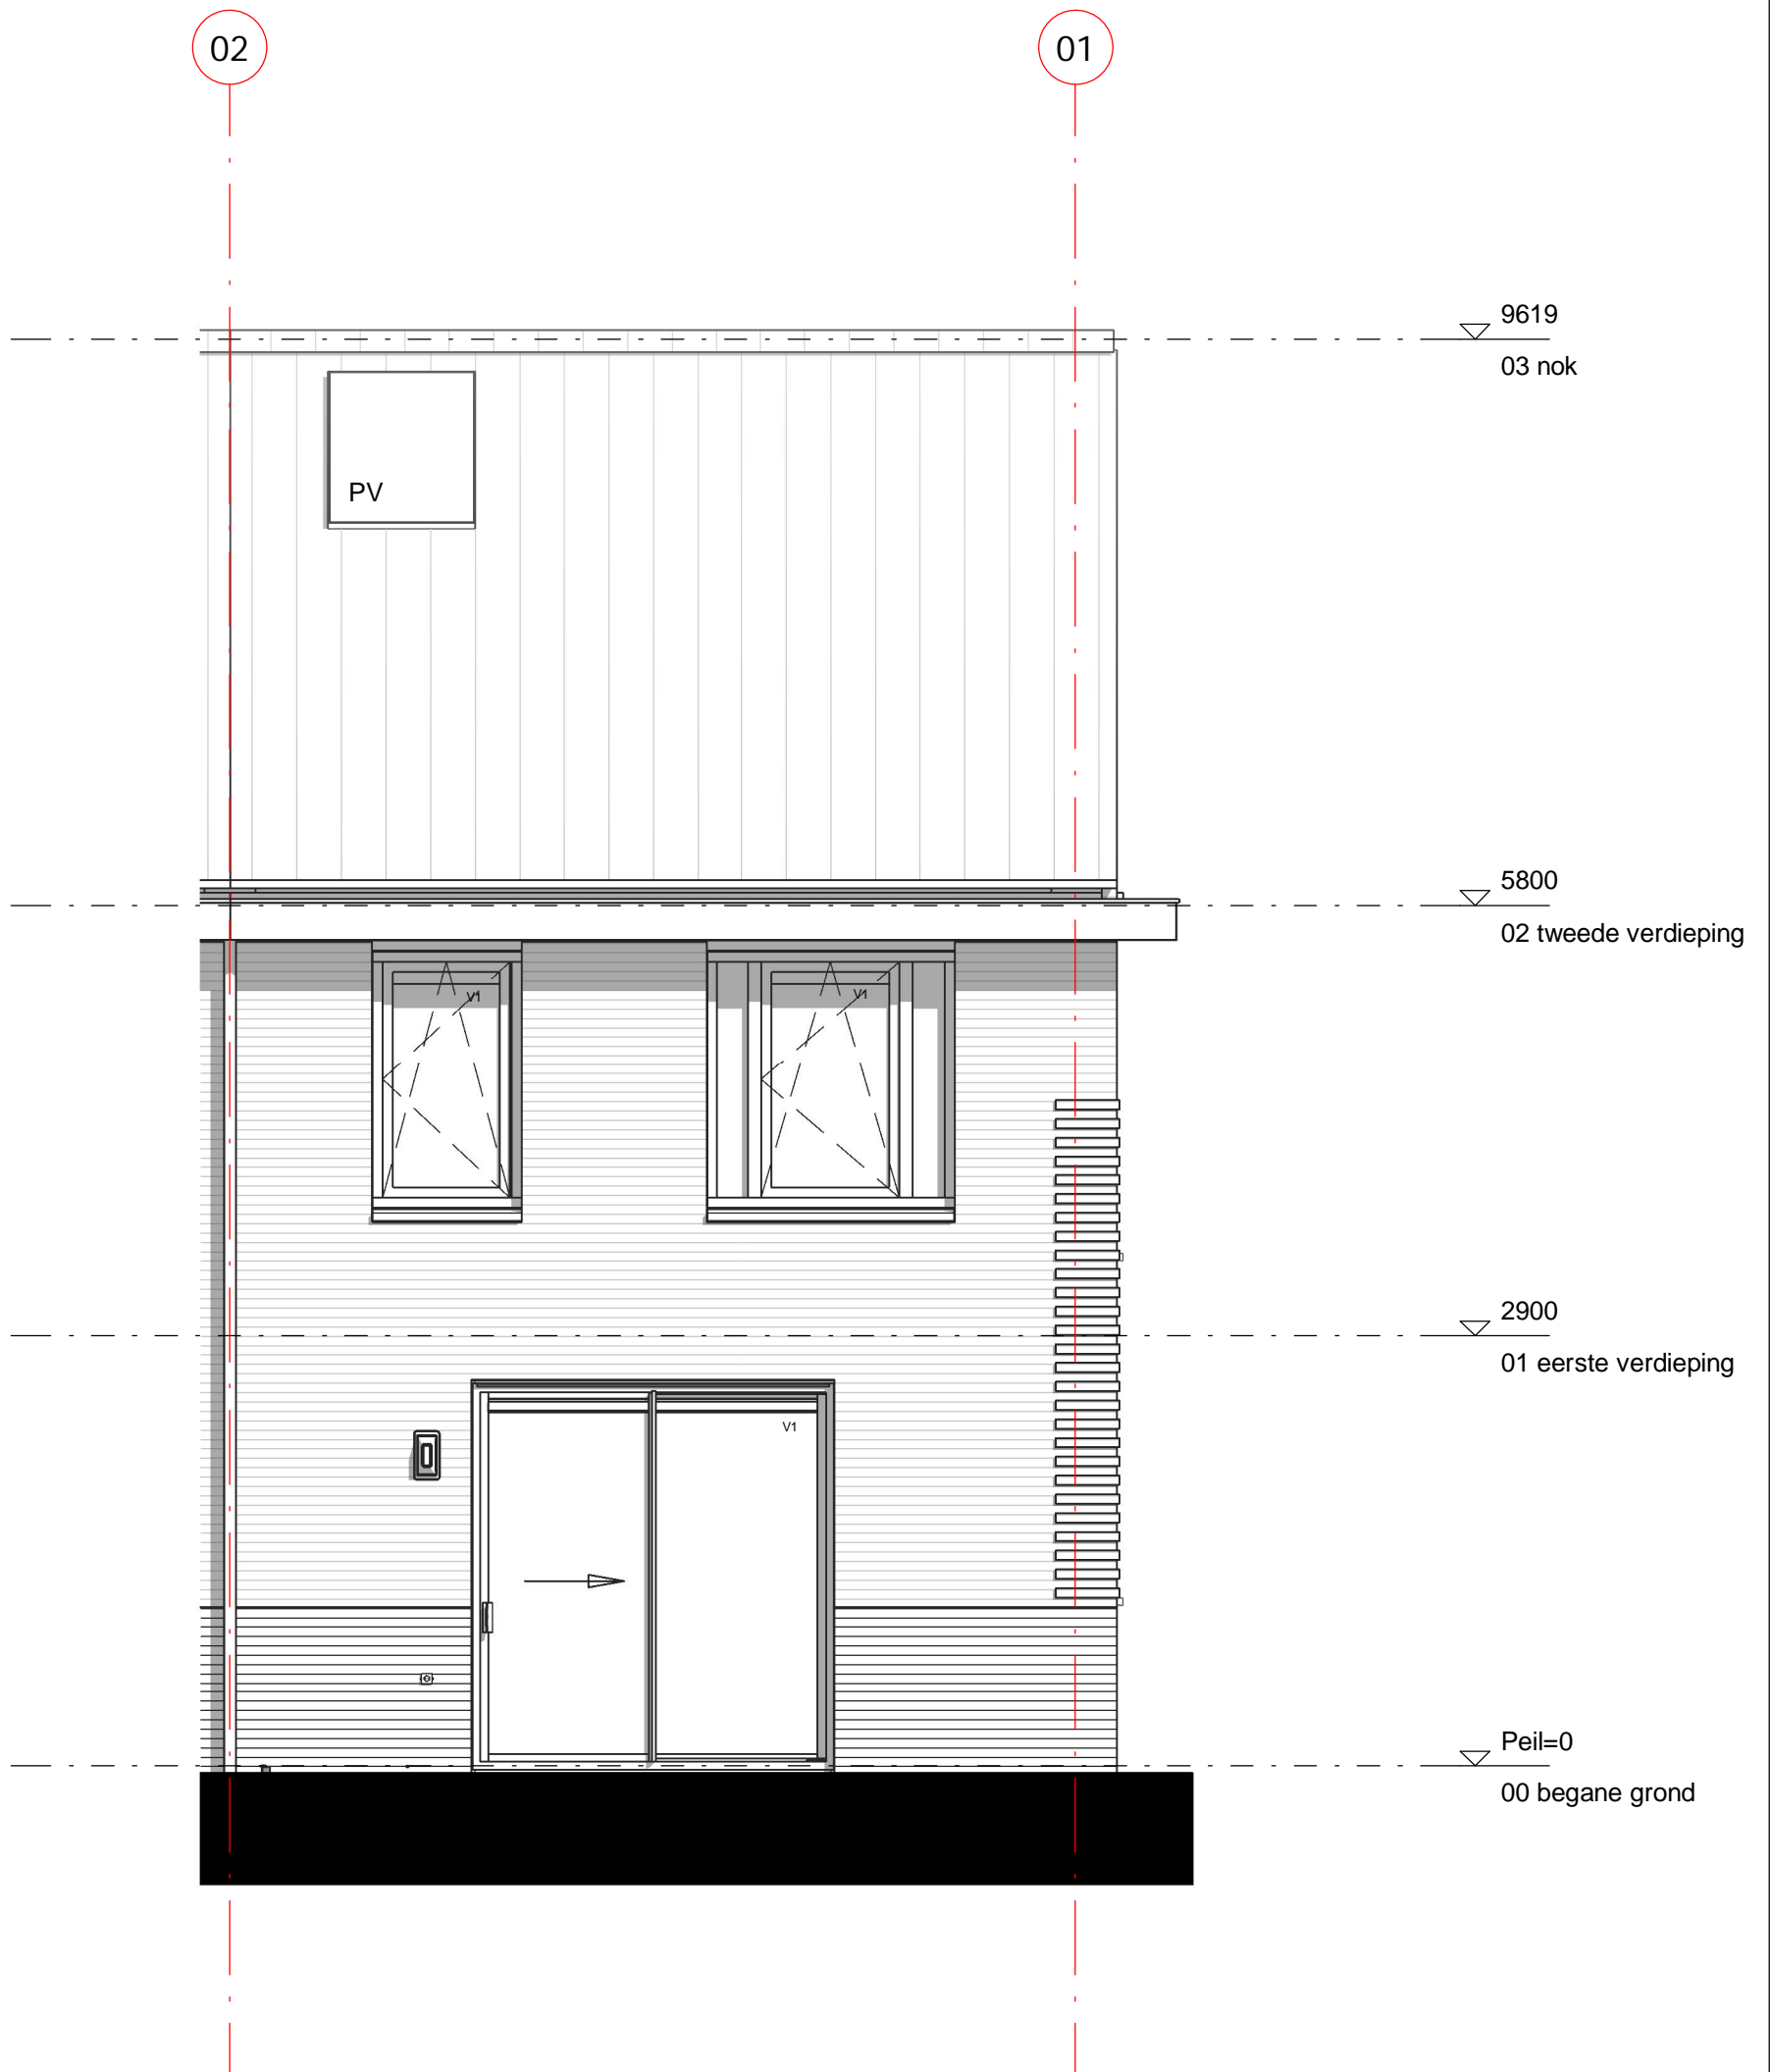 02
01
9619
03 nok
PV
5800
02 tweede verdieping
V1
V1
2900
01 eerste verdieping
V1
Peil=0
00 begane grond